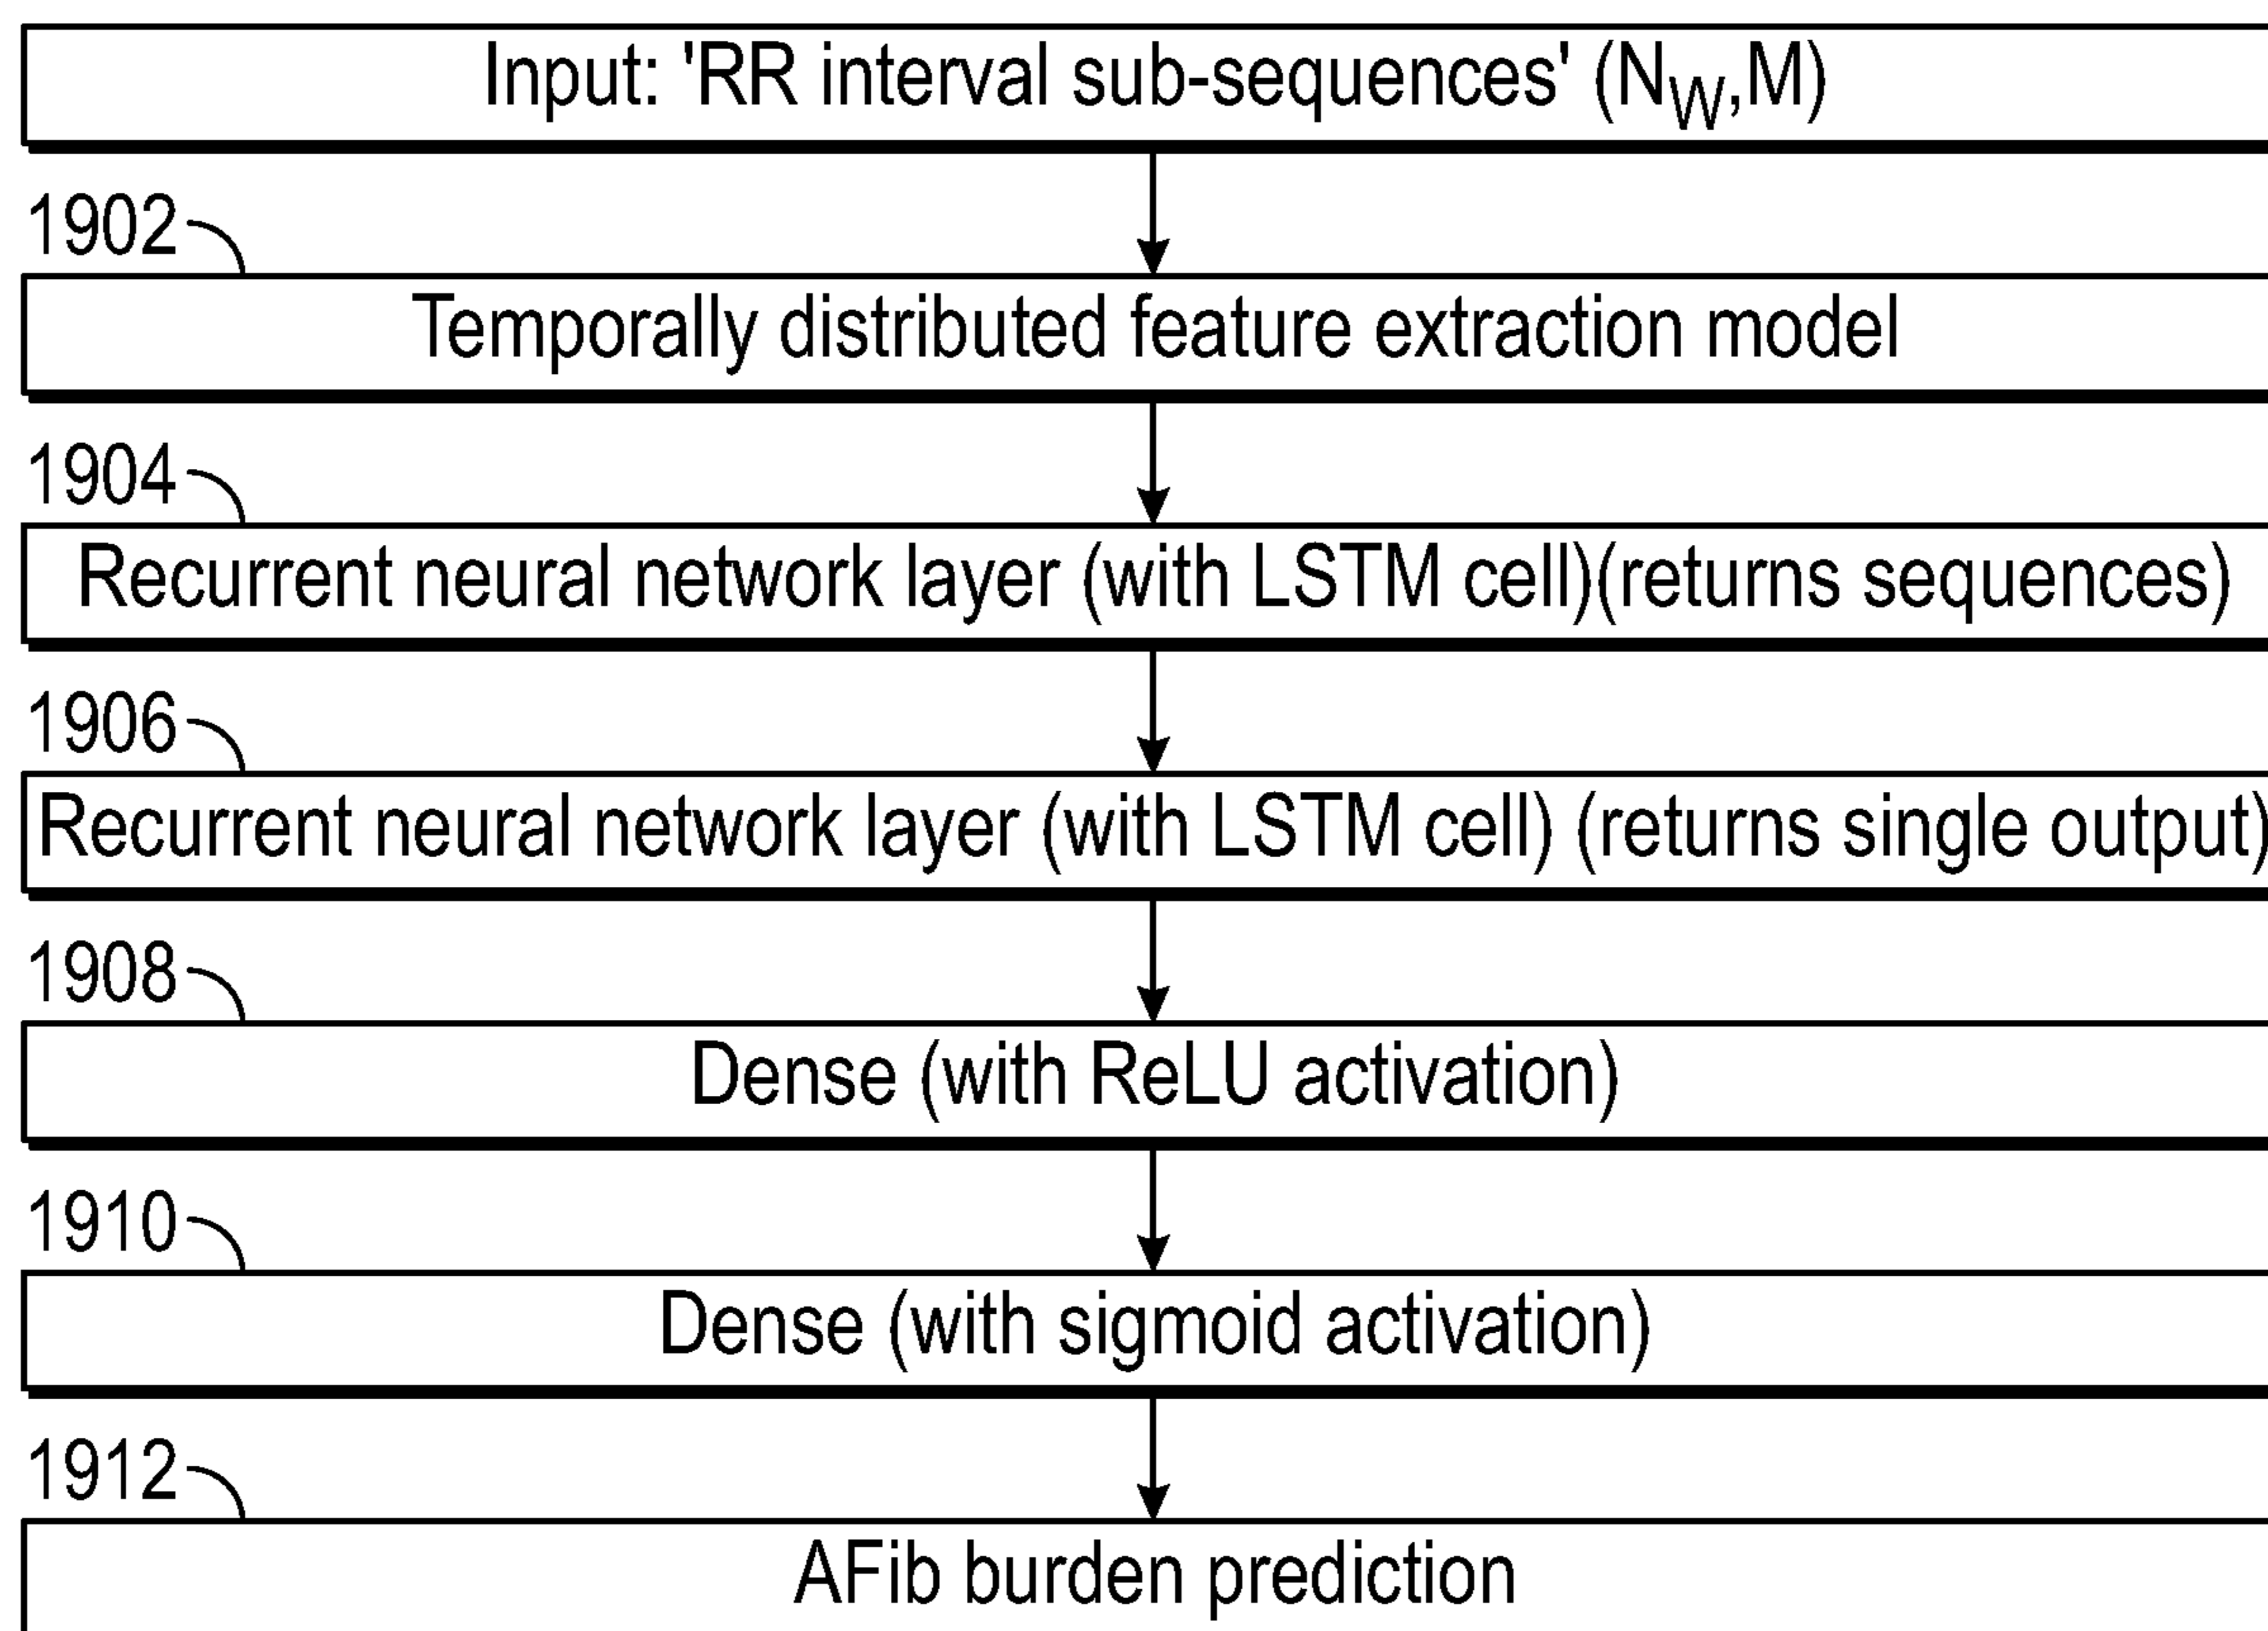 Input: 'RR interval sub-sequences' (NW,M)
1902
Temporally distributed feature extraction model
1904
Recurrent neural network layer (with LSTM cell)(returns sequences)
1906
Recurrent neural network layer (with LSTM cell) (returns single output)
1908
Dense (with ReLU activation)
1910
Dense (with sigmoid activation)
1912
AFib burden prediction